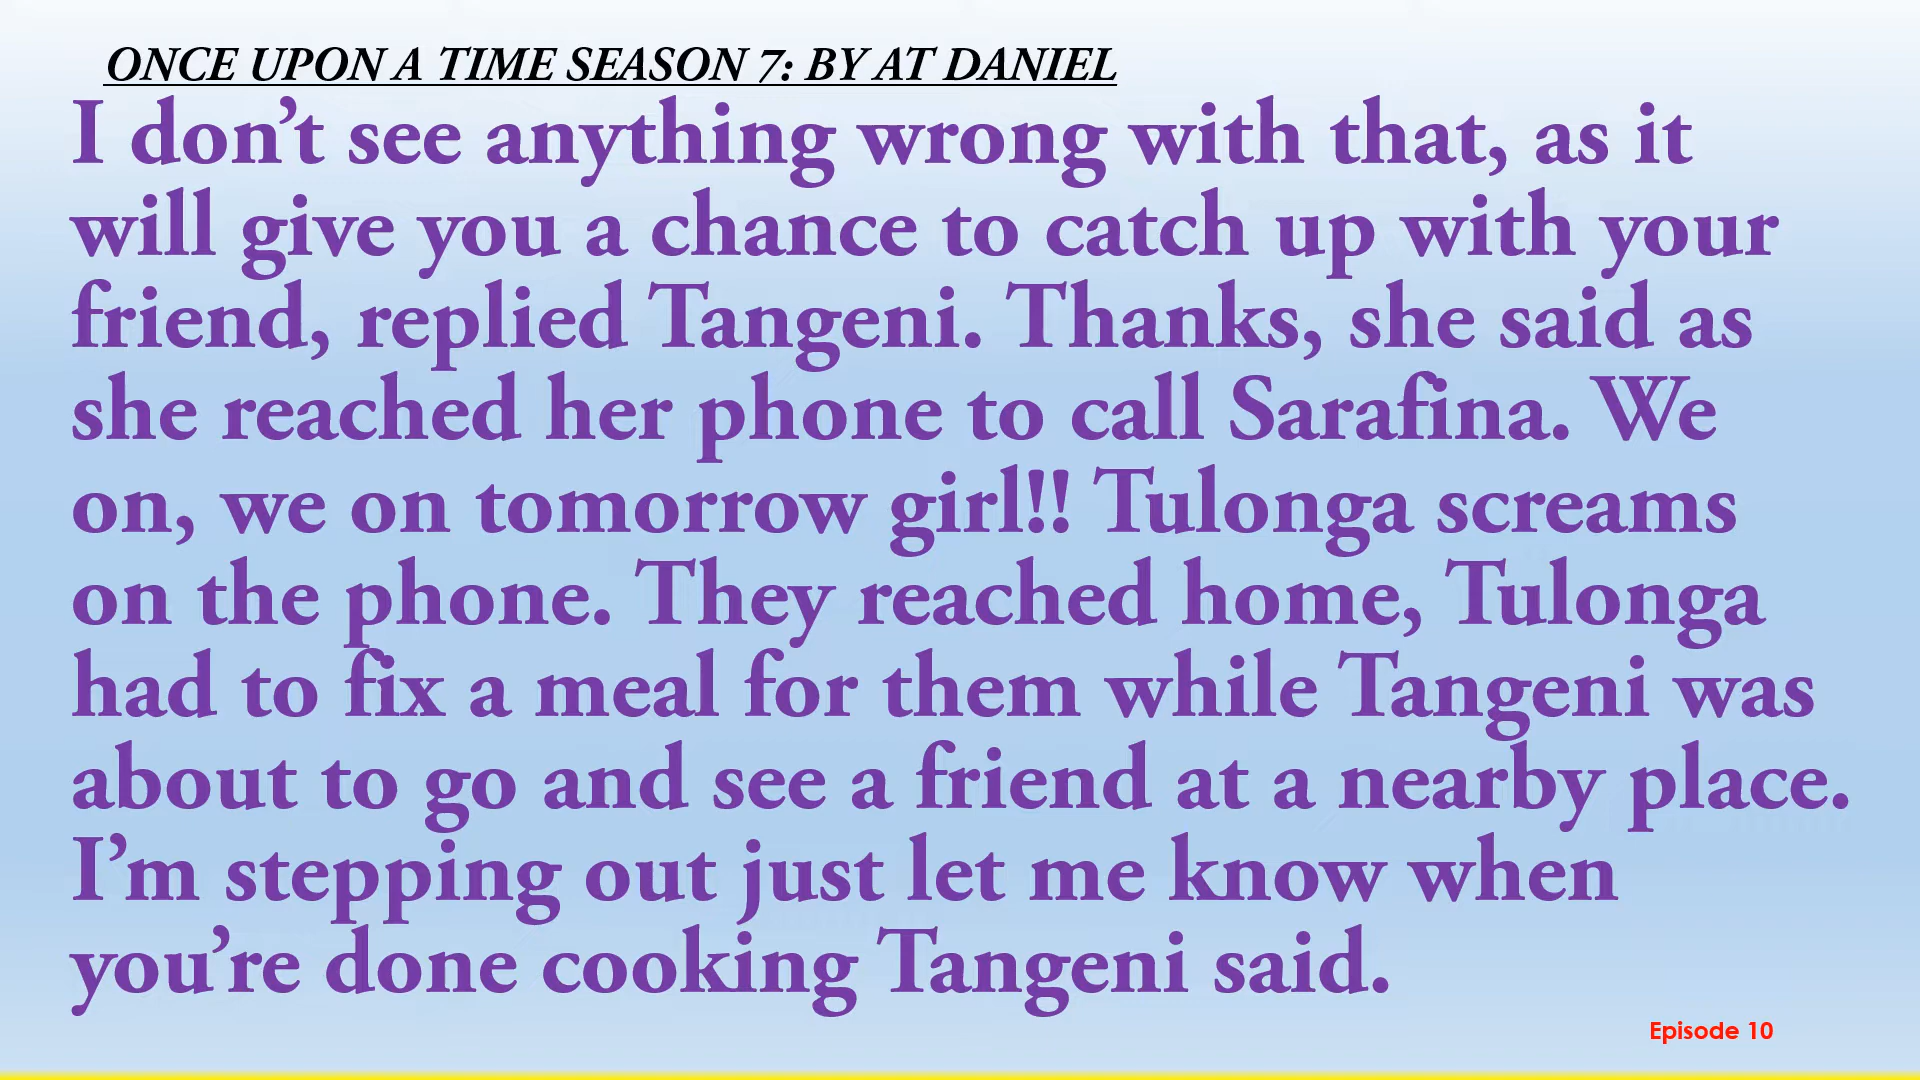 ONCE UPON A TIME SEASON 7: BY AT DANIEL
I don’t see anything wrong with that, as it
will give you a chance to catch up with your
friend, replied Tangeni. Thanks, she said as
she reached her phone to call Sarafina. We
on, we on tomorrow girl!! Tulonga screams
on the phone. They reached home, Tulonga
had to fix a meal for them while Tangeni was
about to go and see a friend at a nearby place.
I’m stepping out just let me know when
you’re done cooking Tangeni said.
Episode 10